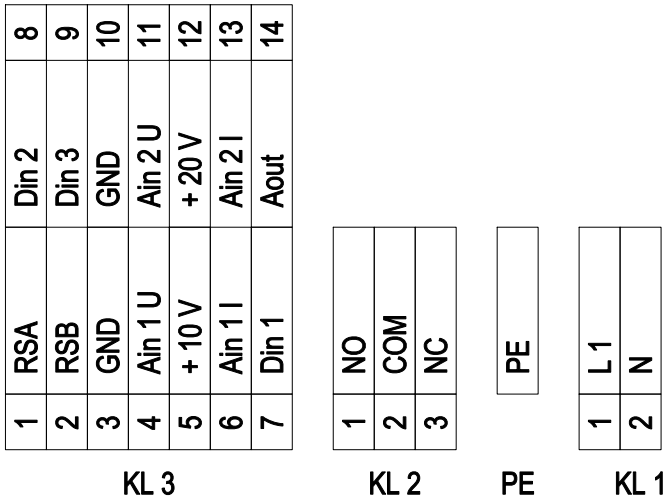 8 9 10 11 12 13 14
Din 2 Din 3 GND Ain 2 U + 20 V Ain 2 I Aout
RSA RSB GND Ain 1 U + 10 V Ain 1 I Din 1
1 2 3 4 5 6 7
KL 3
NO COM NC
1 2 3
KL 2
PE
PE
L1 N
1 2
KL 1